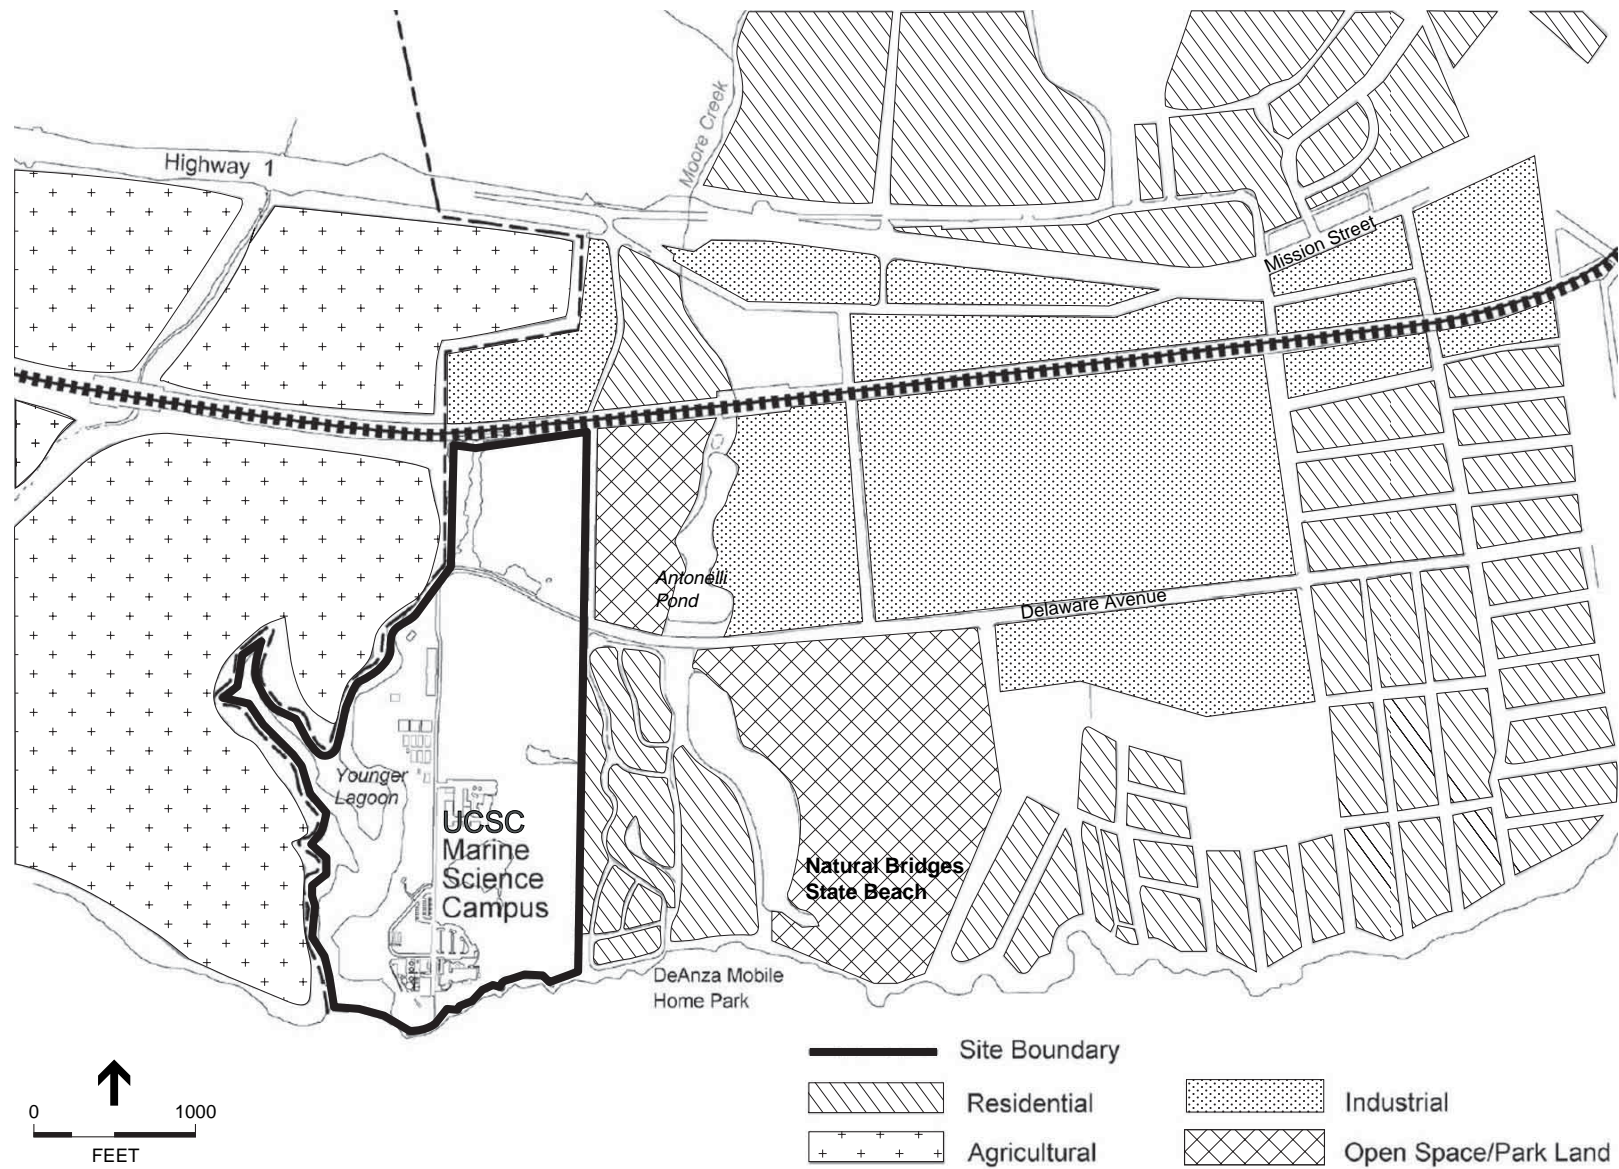 Moore Creek
Highway 1
Mission Street
Antonelli
Pond
Delaware Avenue
Younger
Lagoon
UCSC
Marine
Science
Campus
Natural Bridges
State Beach
DeAnza Mobile
Home Park
Site Boundary
Residential
Industrial
Agricultural
Open Space/Park Land
0 1000
FEET